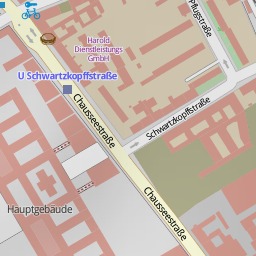 Harold
Dienstleistungs
GmbH
pflugstraße
U Schwartzkopffstraße
Chausseestraße
Schwartzkopffstraße
Chausseestraße
Hauptgebäude